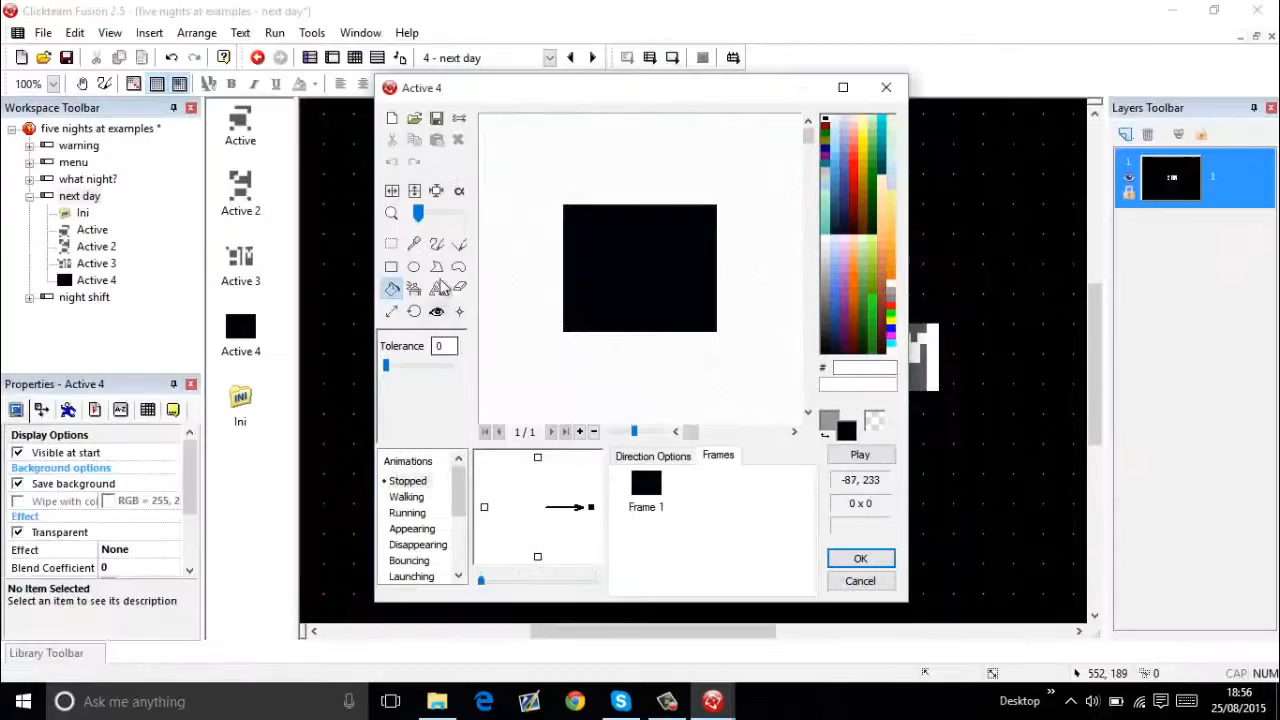 Clickteam Fusion 2.5 - (five nights at examples - next day*)
File Edit View Insert Arrange Text Run Tools Window Help
4 - next day
100%
Workspace Toolbar
five nights at examples *
warning
menu
what night?
next day
Ini
Active
Active 2
Active 3
Active 4
night shift
Active
Active 2
Active 3
Active 4
INI
Ini
Properties - Active 4
Display Options
Visible at start
Background options
Save background
Wipe with col RGB = 255, 2
Effect
Transparent
Effect None
Blend Coefficient 0
No Item Selected
Select an item to see its description
Library Toolbar
Active 4
Tolerance 0
1 / 1
Animations
Stopped
Walking
Running
Appearing
Disappearing
Bouncing
Launching
Direction Options Frames
Frame 1
#
Play
-87, 233
0 x 0
OK
Cancel
Layers Toolbar
1
1
552, 189 0
CAP NUM
Ask me anything
Desktop
18:56
25/08/2015